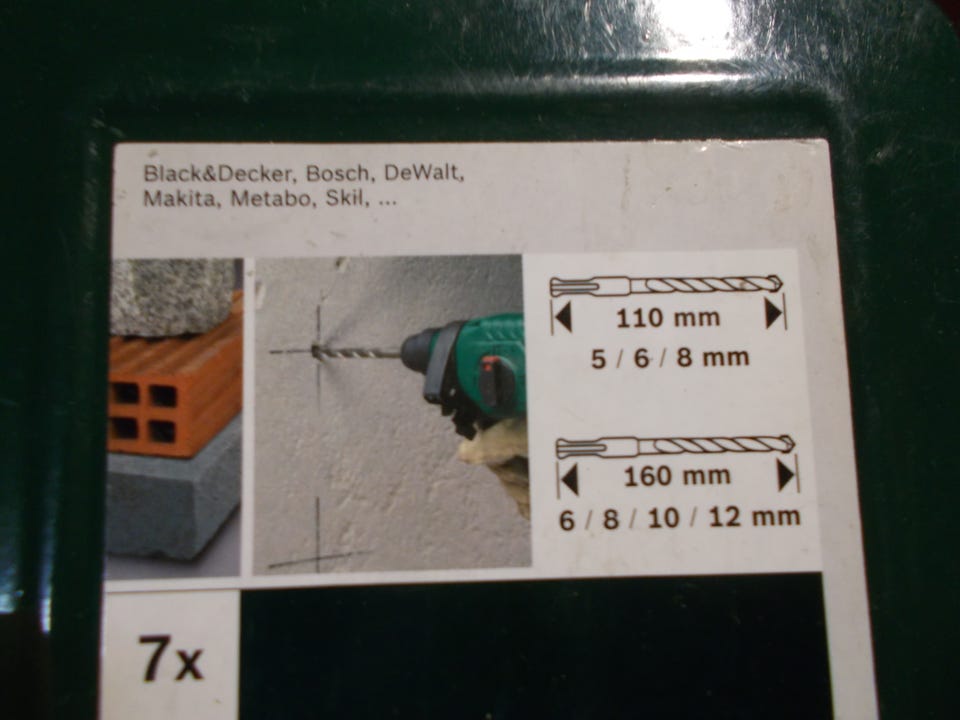 Black&Decker, Bosch, DeWalt,
Makita, Metabo, Skil, ...
110 mm
5 / 6 / 8 mm
160 mm
6 / 8 / 10 / 12 mm
7x